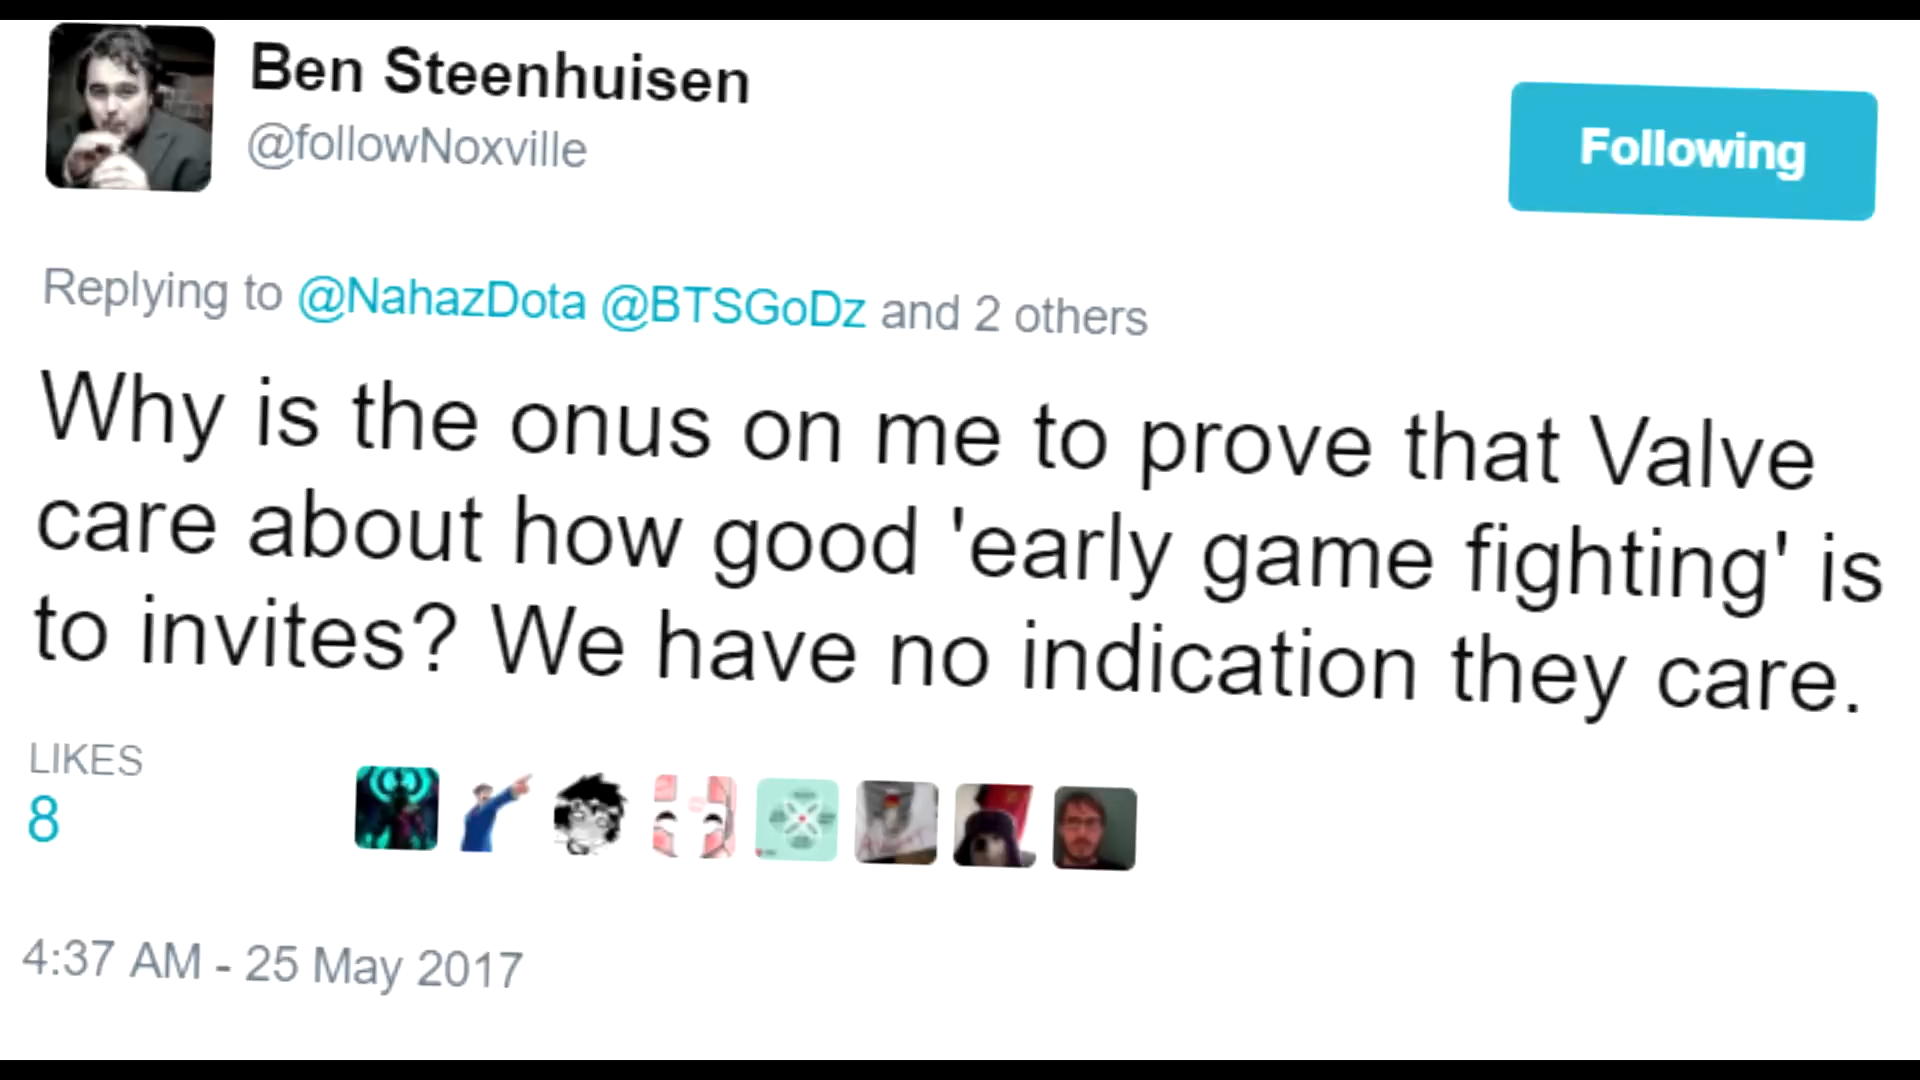 Ben Steenhuisen
@followNoxville
Following
Replying to @NahazDota @BTSGoDz and 2 others
Why is the onus on me to prove that Valve
care about how good 'early game fighting' is
to invites? We have no indication they care.
LIKES
8
4:37 AM - 25 May 2017